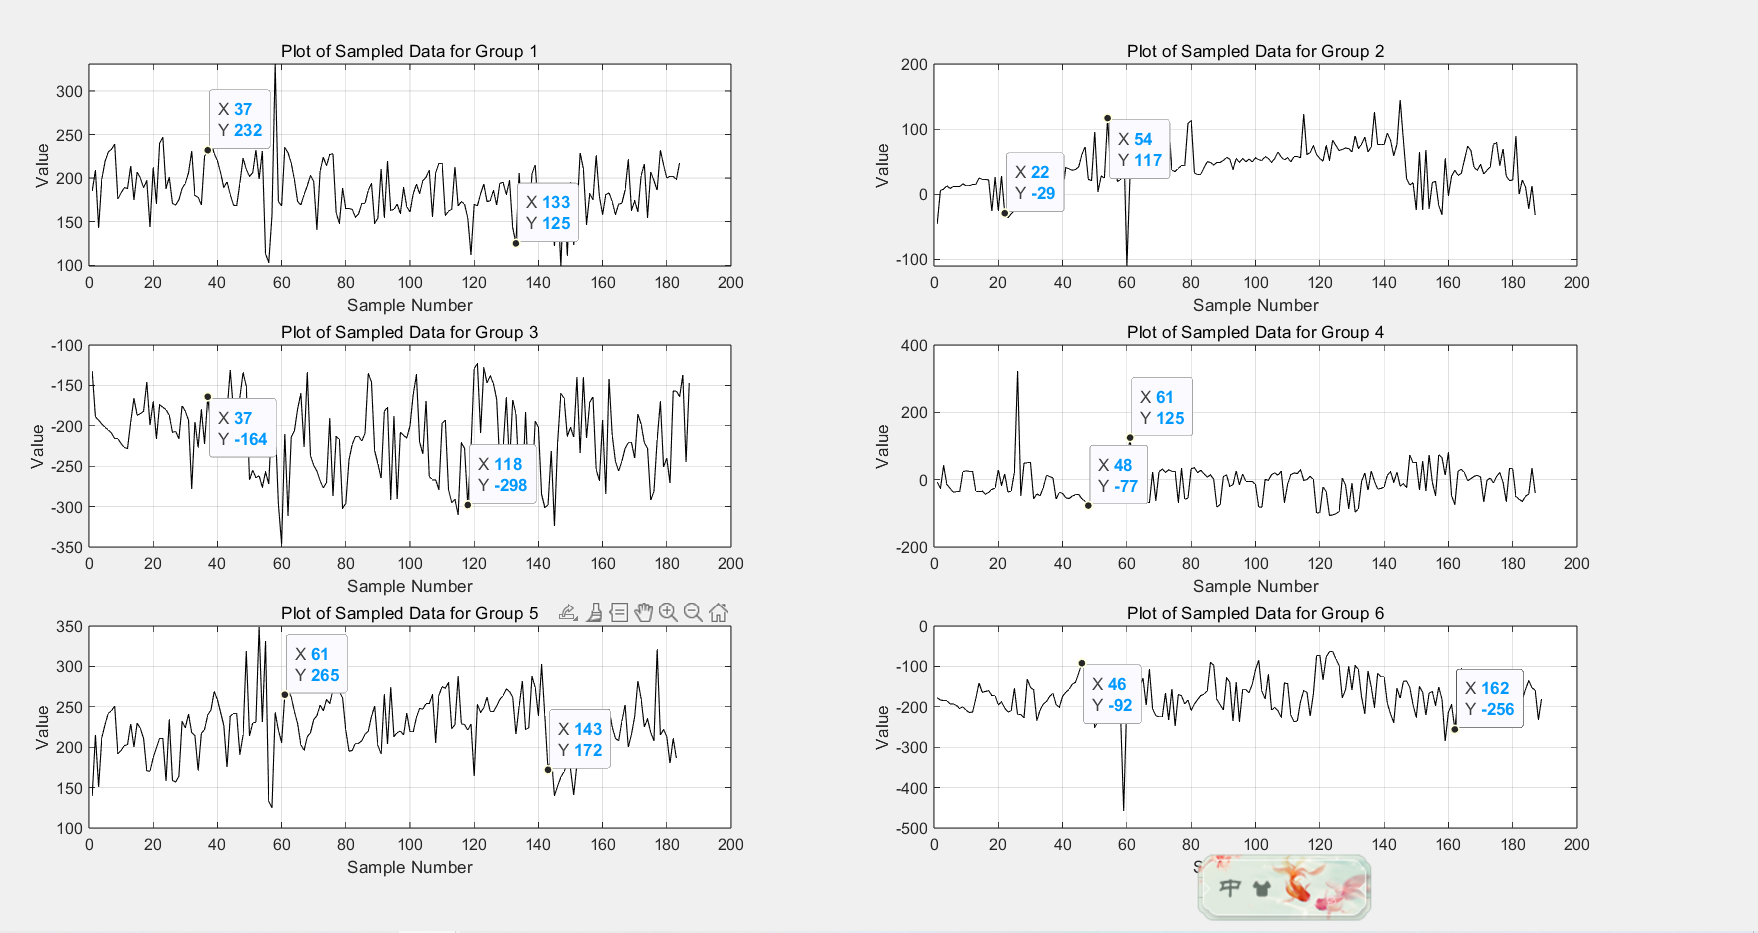 Plot of Sampled Data for Group 1
300
250
200
150
100
Value
X 37
Y 232
X 133
Y 125
0 20 40 60 80 100 120 140 160 180 200
Sample Number
Plot of Sampled Data for Group 2
200
100
0
-100
Value
X 54
Y 117
X 22
Y -29
0 20 40 60 80 100 120 140 160 180 200
Sample Number
Plot of Sampled Data for Group 3
-100
-150
-200
-250
-300
-350
Value
X 37
Y -164
X 118
Y -298
0 20 40 60 80 100 120 140 160 180 200
Sample Number
Plot of Sampled Data for Group 4
400
200
0
-200
Value
X 61
Y 125
X 48
Y -77
0 20 40 60 80 100 120 140 160 180 200
Sample Number
Plot of Sampled Data for Group 5
350
300
250
200
150
100
Value
X 61
Y 265
X 143
Y 172
0 20 40 60 80 100 120 140 160 180 200
Sample Number
Plot of Sampled Data for Group 6
0
-100
-200
-300
-400
-500
Value
X 46
Y -92
X 162
Y -256
0 20 40 60 80 100 120 140 160 180 200
S
中